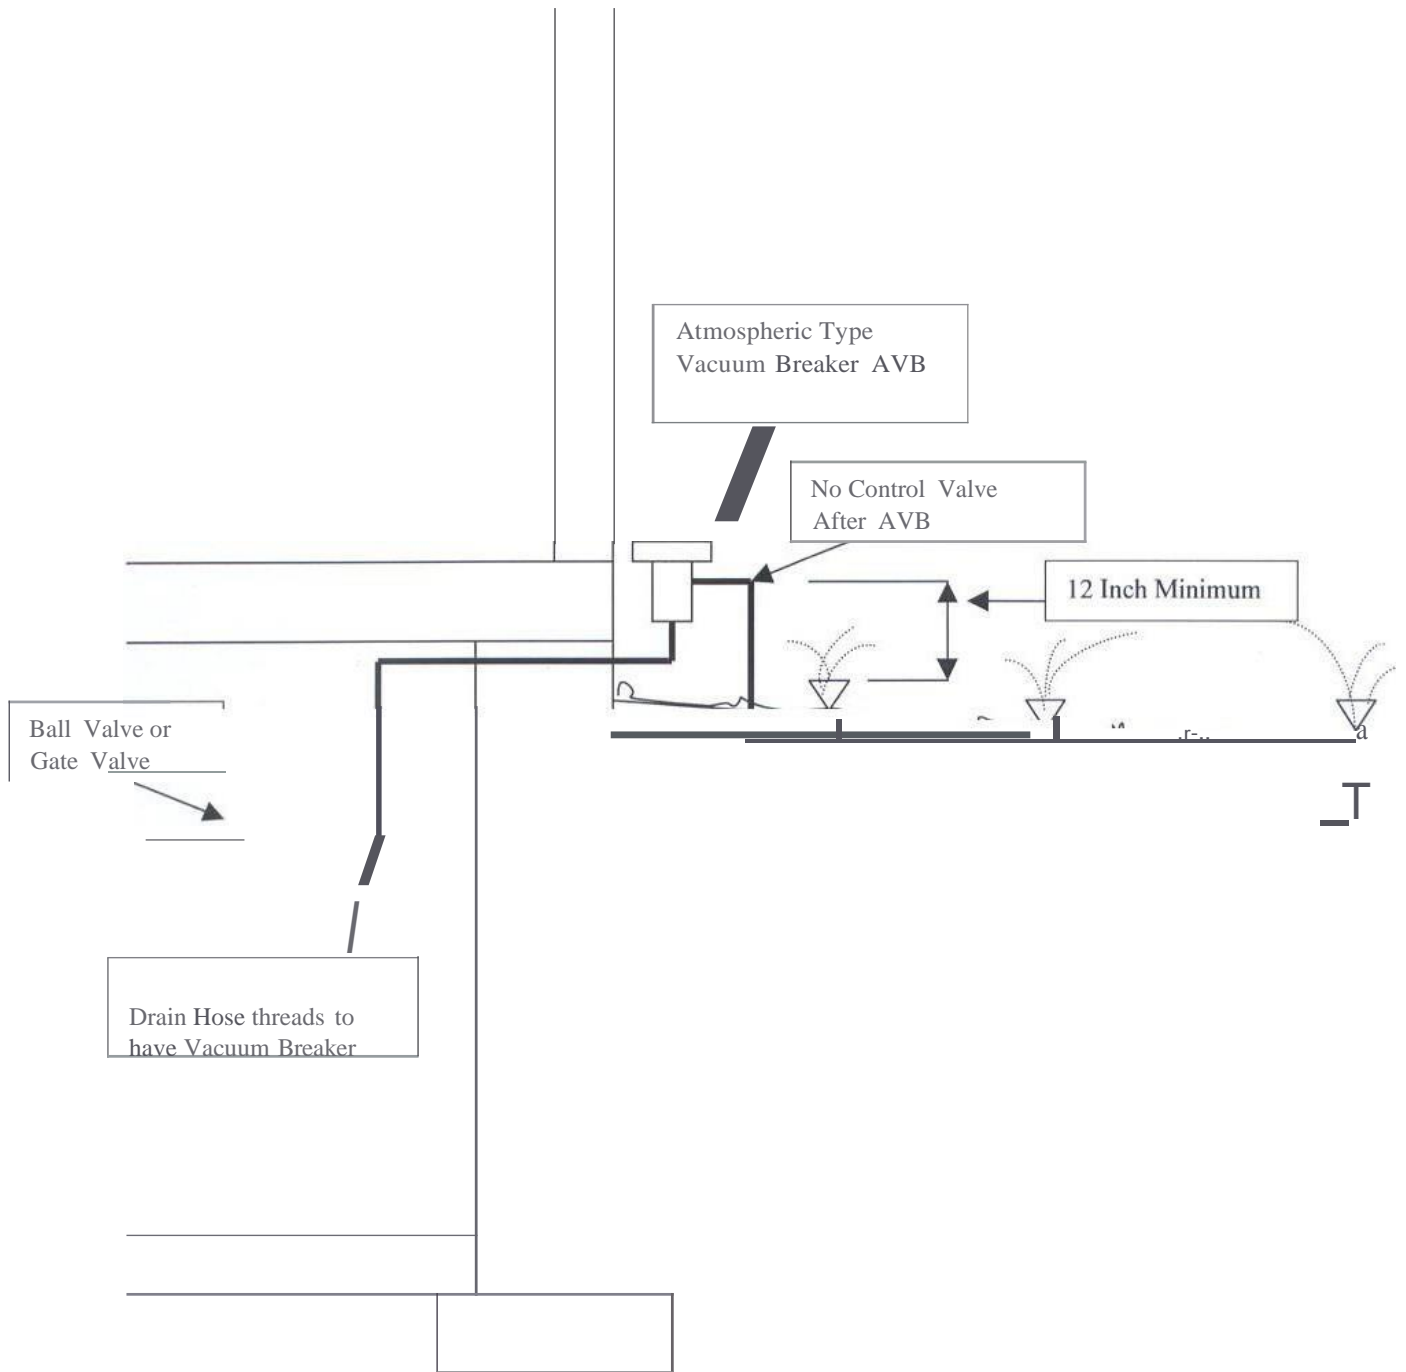 Atmospheric Type
Vacuum Breaker AVB
No Control Valve
After AVB
12 Inch Minimum
Ball Valve or
Gate Valve
a
T
Drain Hose threads to
have Vacuum Breaker